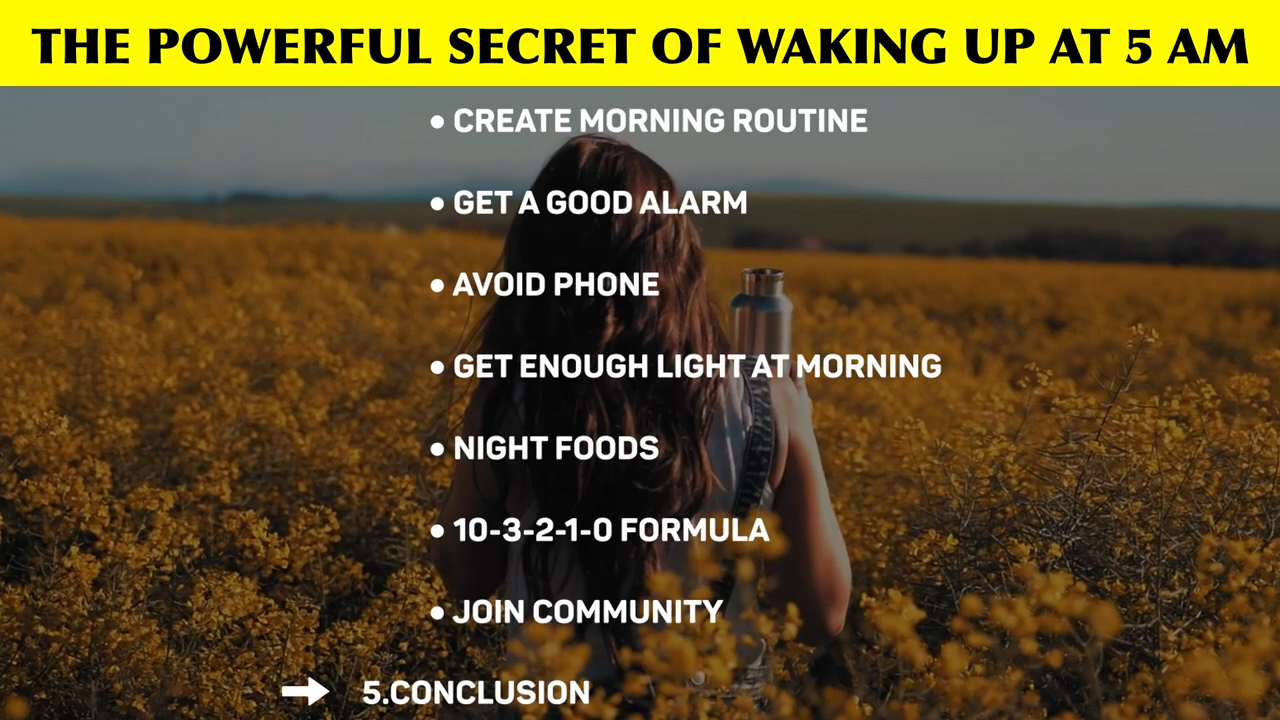 THE POWERFUL SECRET OF WAKING UP AT 5 AM
• CREATE MORNING ROUTINE
• GET A GOOD ALARM
• AVOID PHONE
• GET ENOUGH LIGHT AT MORNING
• NIGHT FOODS
• 10-3-2-1-0 FORMULA
• JOIN COMMUNITY
5.CONCLUSION